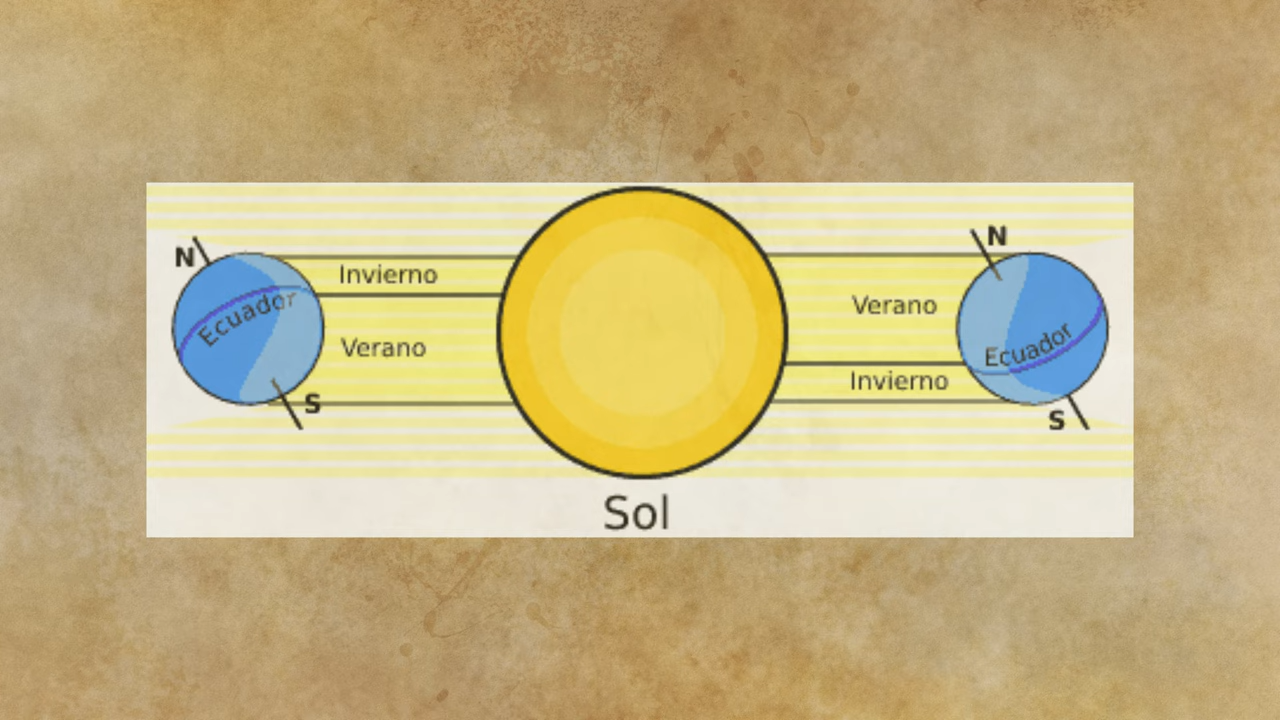 N
Ecuador
S
Invierno
Verano
Sol
Verano
Invierno
N
Ecuador
S